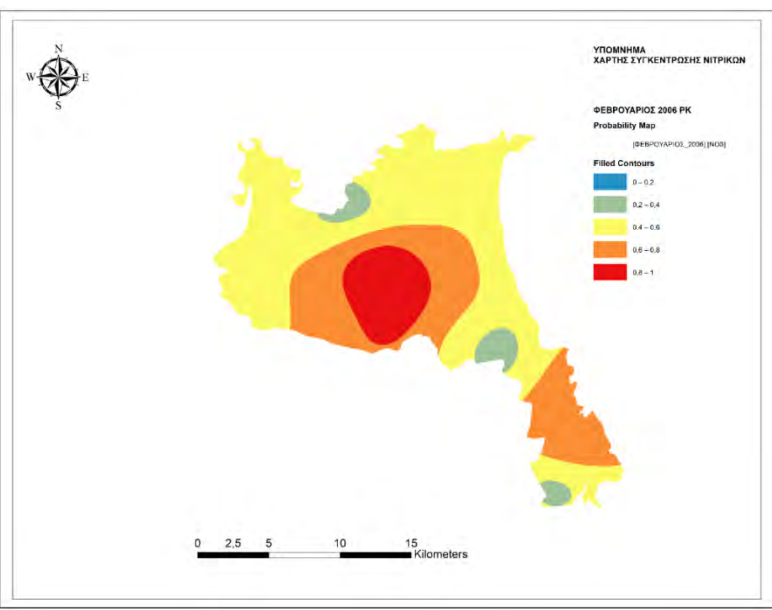 N
W E
S
ΥΠΟΜΝΗΜΑ
ΧΑΡΤΗΣ ΣΥΓΚΕΝΤΡΩΣΗΣ ΝΙΤΡΙΚΩΝ
ΦΕΒΡΟΥΑΡΙΟΣ 2006 PK
Probability Map
[ΦΕΒΡΟΥΑΡΙΟΣ_2006].[NO3]
Filled Contours
0 – 0,2
0,2 – 0,4
0,4 – 0,6
0,6 – 0,8
0,8 – 1
0 2.5 5 10 15
Kilometers